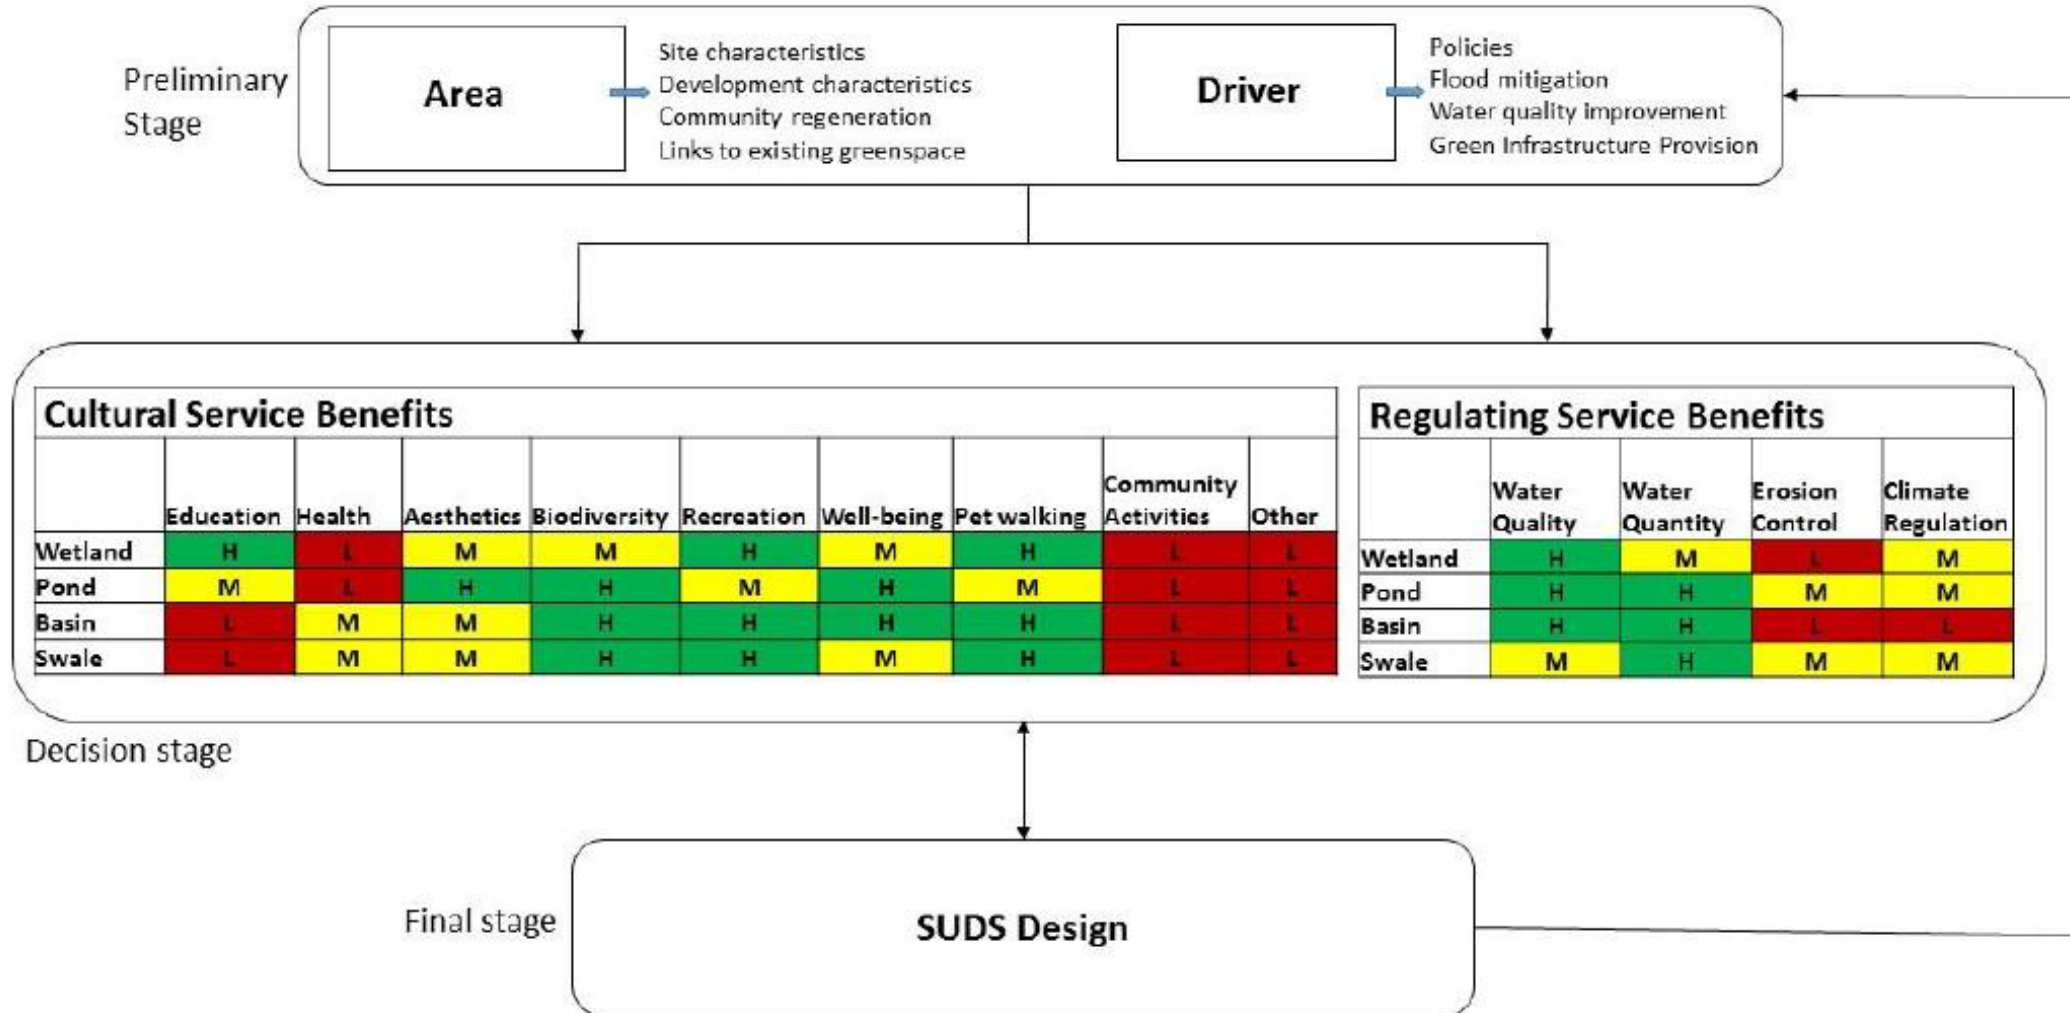 Preliminary
Stage
Area
Site characteristics
Development characteristics
Community regeneration
Links to existing greenspace
Driver
Policies
Flood mitigation
Water quality improvement
Green Infrastructure Provision
Cultural Service Benefits
Education Health Aesthetics Biodiversity Recreation Well-being Pet walking Community Activities Other
Wetland H L M M H M H L L
Pond M L H H M H M L L
Basin L M M H H H H L L
Swale L M M H H M H L L
Regulating Service Benefits
Water Quality Water Quantity Erosion Control Climate Regulation
Wetland H M L M
Pond H H M M
Basin H H L L
Swale M H M M
Decision stage
Final stage
SUDS Design